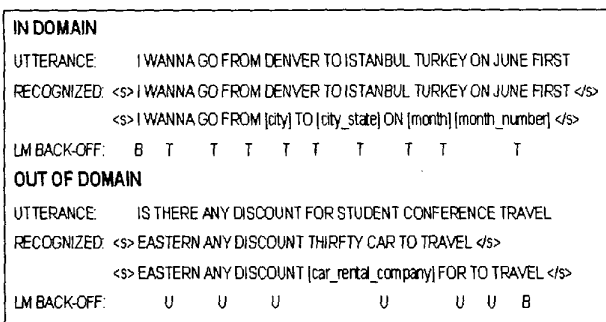 IN DOMAIN
UTTERANCE: I WANNA GO FROM DENVER TO ISTANBUL TURKEY ON JUNE FIRST
RECOGNIZED: <s> I WANNA GO FROM DENVER TO ISTANBUL TURKEY ON JUNE FIRST </s>
<s> I WANNA GO FROM [city] TO [city_state] ON [month] [month_number] </s>
LM BACK-OFF: B T T T T T T T T T
OUT OF DOMAIN
UTTERANCE: IS THERE ANY DISCOUNT FOR STUDENT CONFERENCE TRAVEL
RECOGNIZED: <s> EASTERN ANY DISCOUNT THIRFTY CAR TO TRAVEL </s>
<s> EASTERN ANY DISCOUNT [car_rental_company] FOR TO TRAVEL </s>
LM BACK-OFF: U U U U U U B